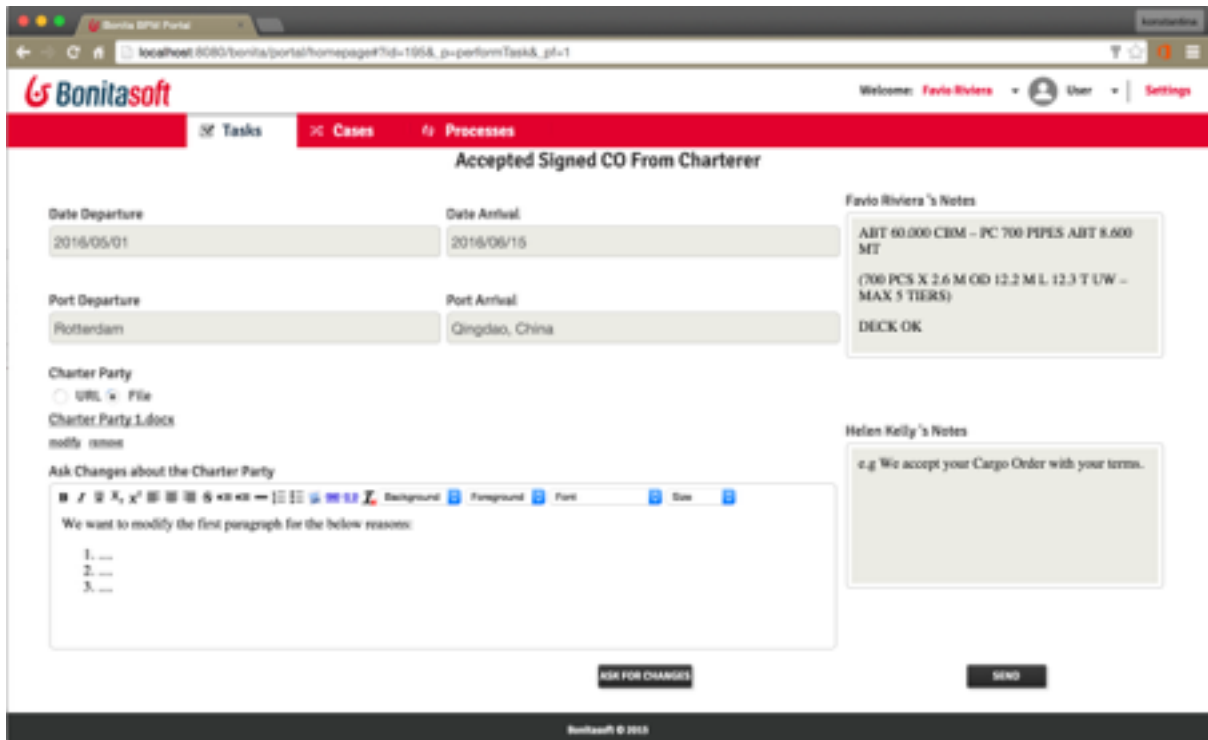 Bonita BPM Portal
konstantina
localhost:8080/bonita/portal/homepage#?id=195&_p=performTask&_pf=1
Bonitasoft
Welcome: Favio Riviera
User
Settings
Tasks
Cases
Processes
Accepted Signed CO From Charterer
Date Departure
Date Arrival
2016/05/01
2016/06/15
Port Departure
Port Arrival
Rotterdam
Qingdao, China
Charter Party
URL File
Charter Party 1.docx
modify remove
Ask Changes about the Charter Party
Background Foreground Font Size
We want to modify the first paragraph for the below reasons:
1. ....
2. ....
3. ....
Favio Riviera 's Notes
ABT 60.000 CBM – PC 700 PIPES ABT 8.600
MT
(700 PCS X 2.6 M OD 12.2 M L 12.3 T UW –
MAX 5 TIERS)
DECK OK
Helen Kelly 's Notes
e.g We accept your Cargo Order with your terms.
ASK FOR CHANGES
SEND
Bonitasoft © 2015